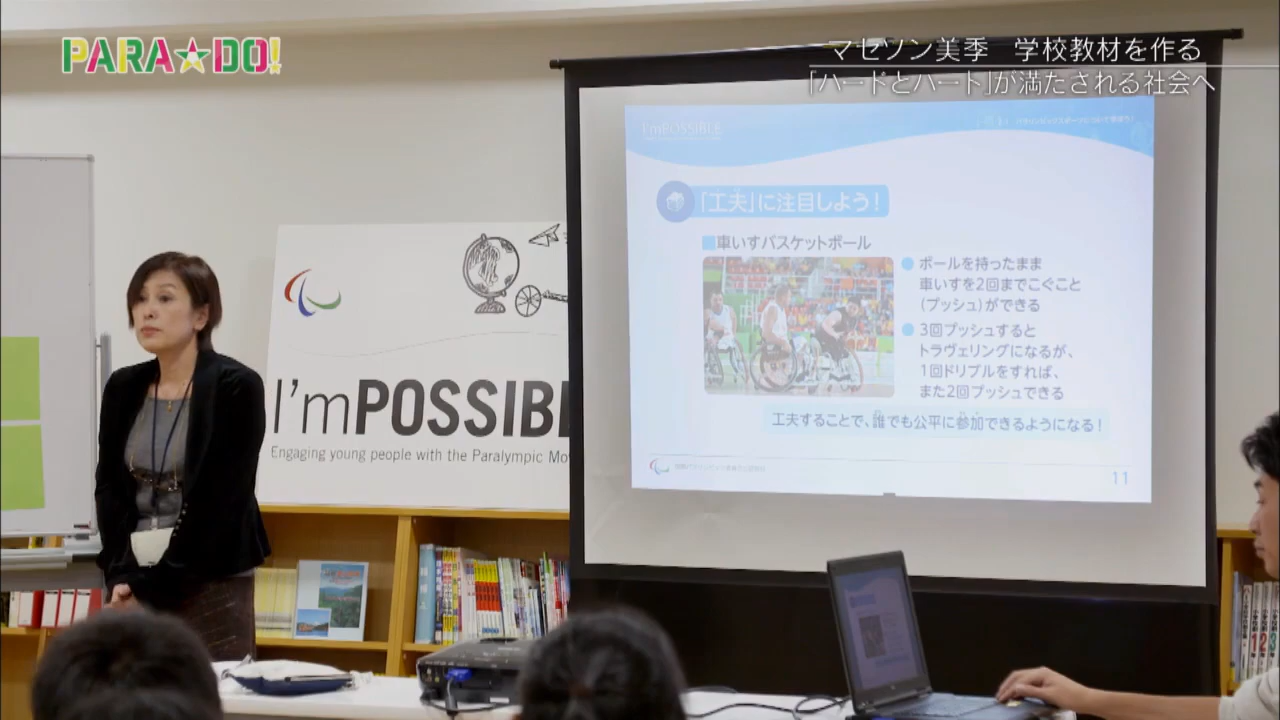 PARA★DO!
マセソン美季　学校教材を作る
「ハードとハート」が満たされる社会へ
I'mPOSSIBLE
「工夫」に注目しよう！
■車いすバスケットボール
● ボールを持ったまま
車いすを2回までこぐこと
(プッシュ)ができる
● 3回プッシュすると
トラヴェリングになるが、
1回ドリブルをすれば、
また2回プッシュできる
工夫することで、誰でも公平に参加できるようになる！
11
I'mPOSSIBL
Engaging young people with the Paralympic Mo